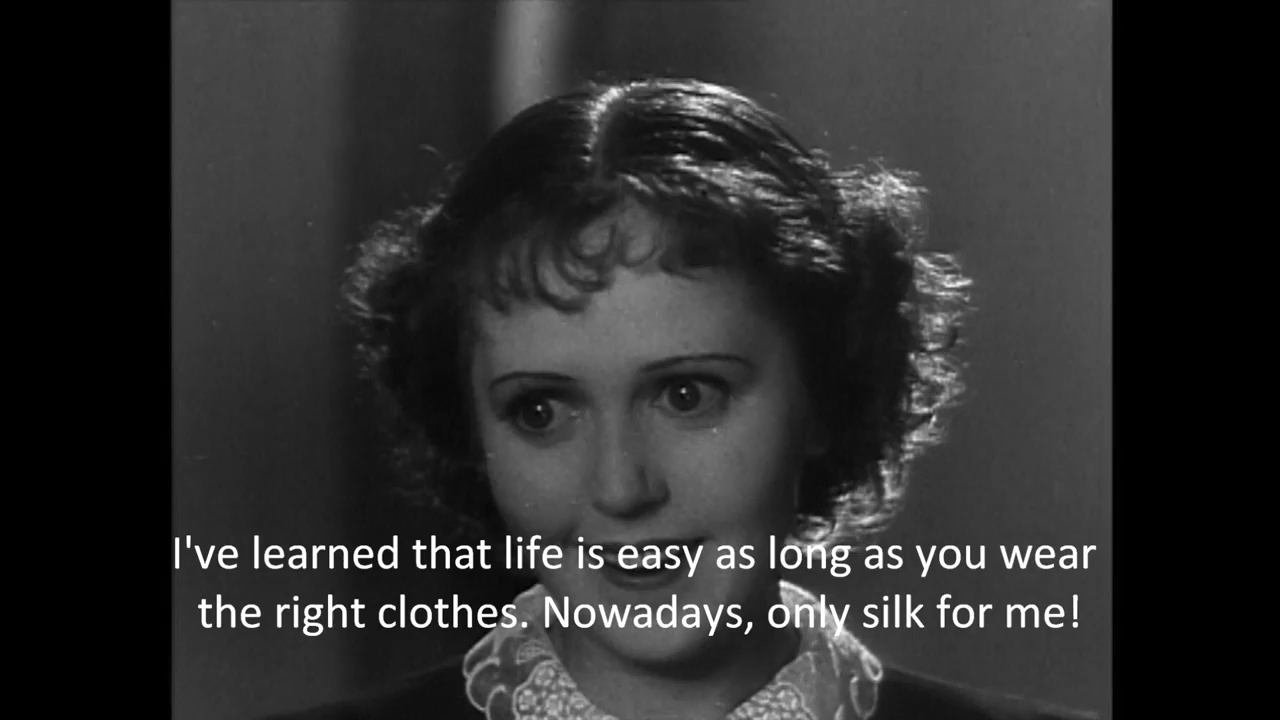 I've learned that life is easy as long as you wear
the right clothes. Nowadays, only silk for me!